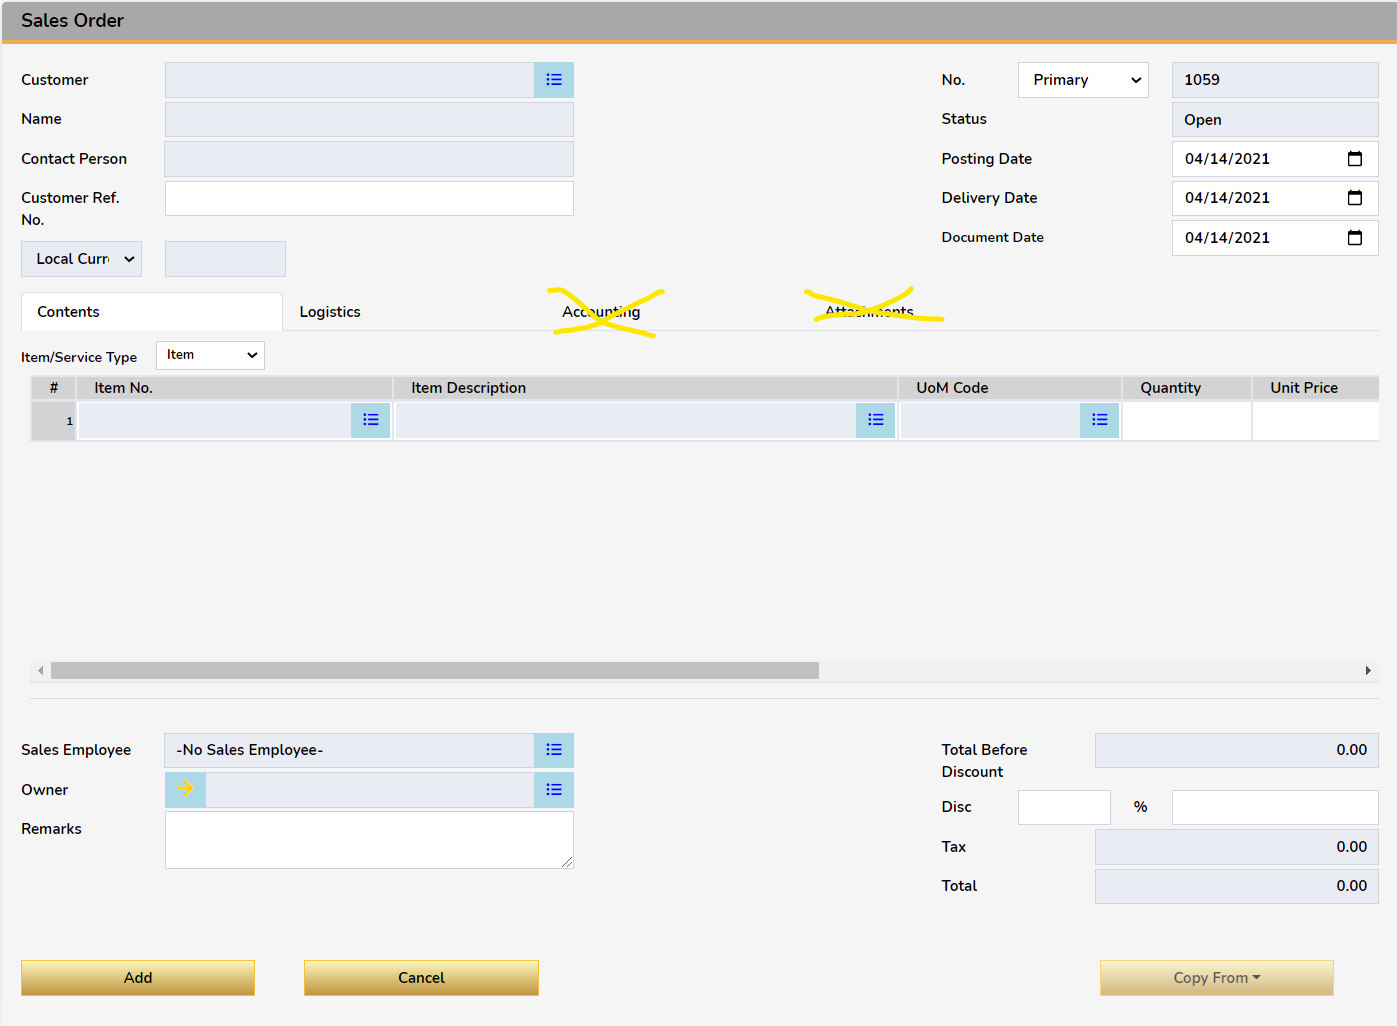 Sales Order
Customer
No. Primary 1059
Name
Status Open
Contact Person
Posting Date 04/14/2021
Customer Ref. No.
Delivery Date 04/14/2021
Document Date 04/14/2021
Local Curr
Contents Logistics Accounting Attachments
Item/Service Type Item
# Item No. Item Description UoM Code Quantity Unit Price
1
Sales Employee -No Sales Employee-
Total Before Discount 0.00
Owner
Disc %
Remarks
Tax 0.00
Total 0.00
Add Cancel Copy From